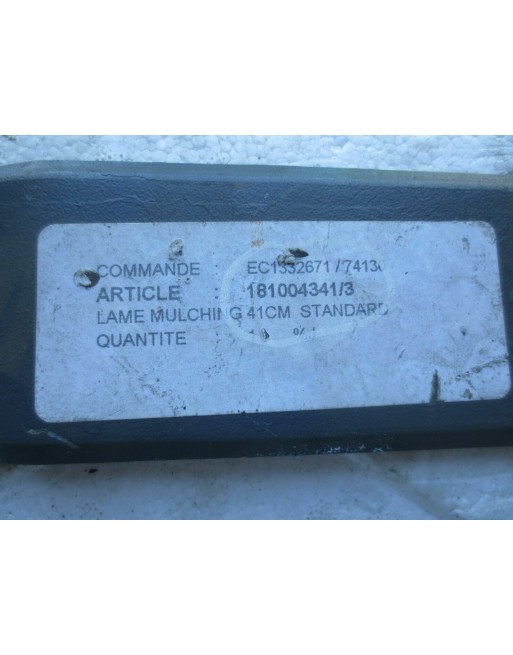 COMMANDE : EC1332671/7413
ARTICLE : 181004341/3
LAME MULCHING 41CM STANDARD
QUANTITE